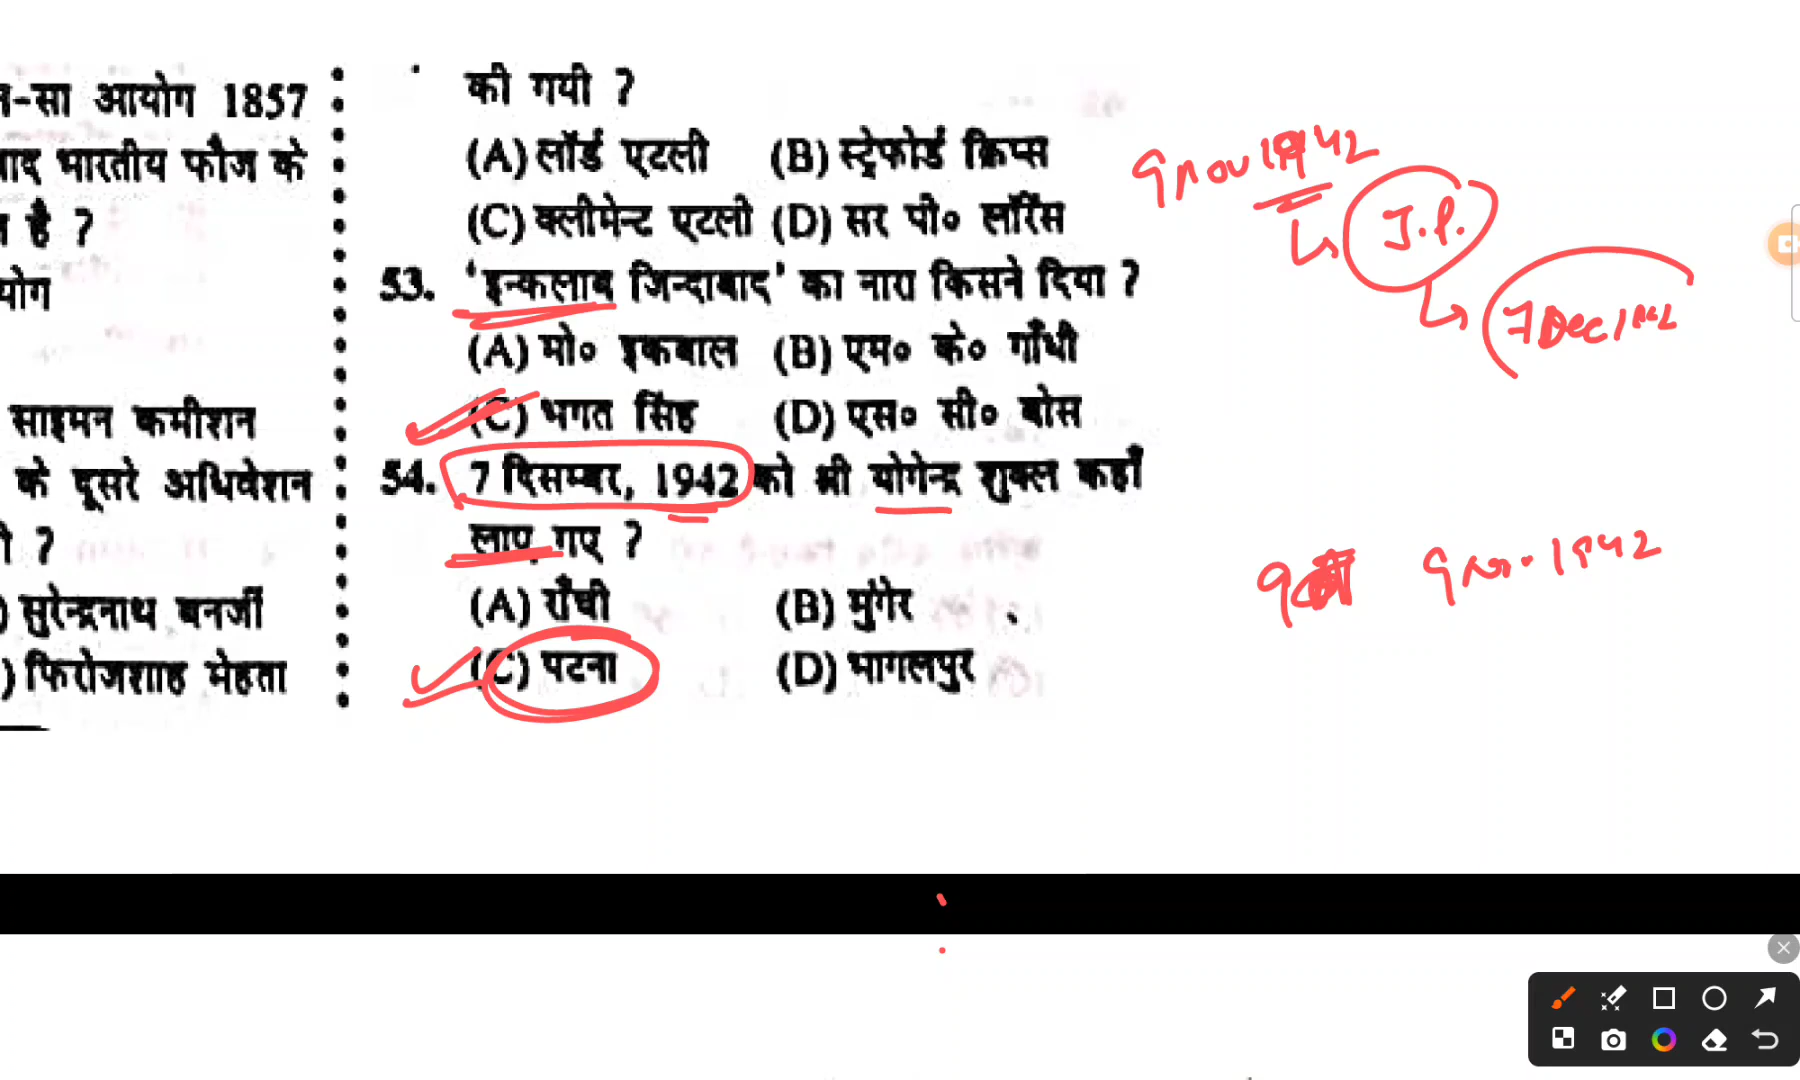 न-सा आयोग 1857
ाद भारतीय फौज के
है ?
योग
साइमन कमीशन
के दूसरे अधिवेशन
ी ?
) सुरेन्द्रनाथ बनर्जी
) फिरोजशाह मेहता
की गयी ?
(A) लॉर्ड एटली (B) स्ट्रेफोर्ड क्रिप्स
(C) क्लीमेन्ट एटली (D) सर पी० लॉरेंस
53. 'इन्कलाब जिन्दाबाद' का नारा किसने दिया ?
(A) मो० इकबाल (B) एम० के० गाँधी
(C) भगत सिंह (D) एस० सी० बोस
54. 7 दिसम्बर, 1942 को श्री योगेन्द्र शुक्ल कहाँ
लाए गए ?
(A) राँची (B) मुंगेर
(C) पटना (D) भागलपुर
9 nov 1942
J.P.
7 Dec 1942
9 Nov. 1942